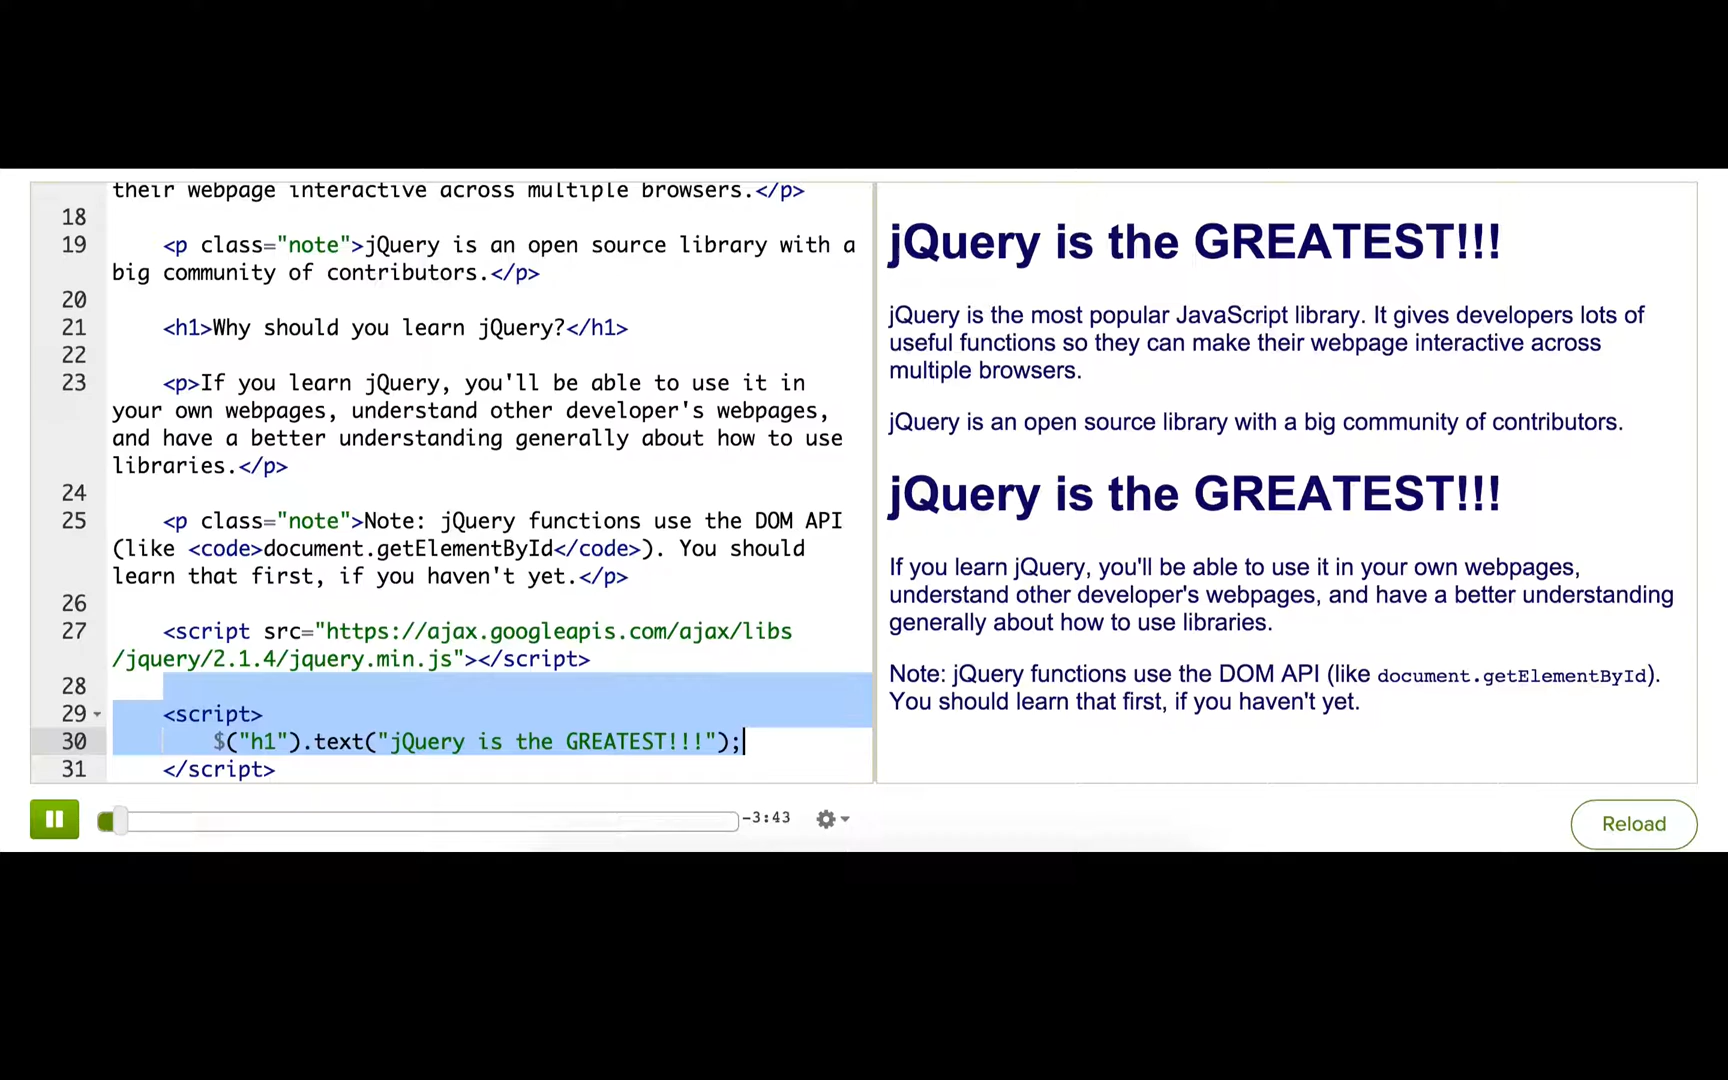 their webpage interactive across multiple browsers.</p>
18
19 <p class="note">jQuery is an open source library with a
big community of contributors.</p>
20
21 <h1>Why should you learn jQuery?</h1>
22
23 <p>If you learn jQuery, you'll be able to use it in
your own webpages, understand other developer's webpages,
and have a better understanding generally about how to use
libraries.</p>
24
25 <p class="note">Note: jQuery functions use the DOM API
(like <code>document.getElementById</code>). You should
learn that first, if you haven't yet.</p>
26
27 <script src="https://ajax.googleapis.com/ajax/libs
/jquery/2.1.4/jquery.min.js"></script>
28
29 <script>
30 $("h1").text("jQuery is the GREATEST!!!");
31 </script>
jQuery is the GREATEST!!!
jQuery is the most popular JavaScript library. It gives developers lots of
useful functions so they can make their webpage interactive across
multiple browsers.
jQuery is an open source library with a big community of contributors.
jQuery is the GREATEST!!!
If you learn jQuery, you'll be able to use it in your own webpages,
understand other developer's webpages, and have a better understanding
generally about how to use libraries.
Note: jQuery functions use the DOM API (like document.getElementById).
You should learn that first, if you haven't yet.
-3:43
Reload